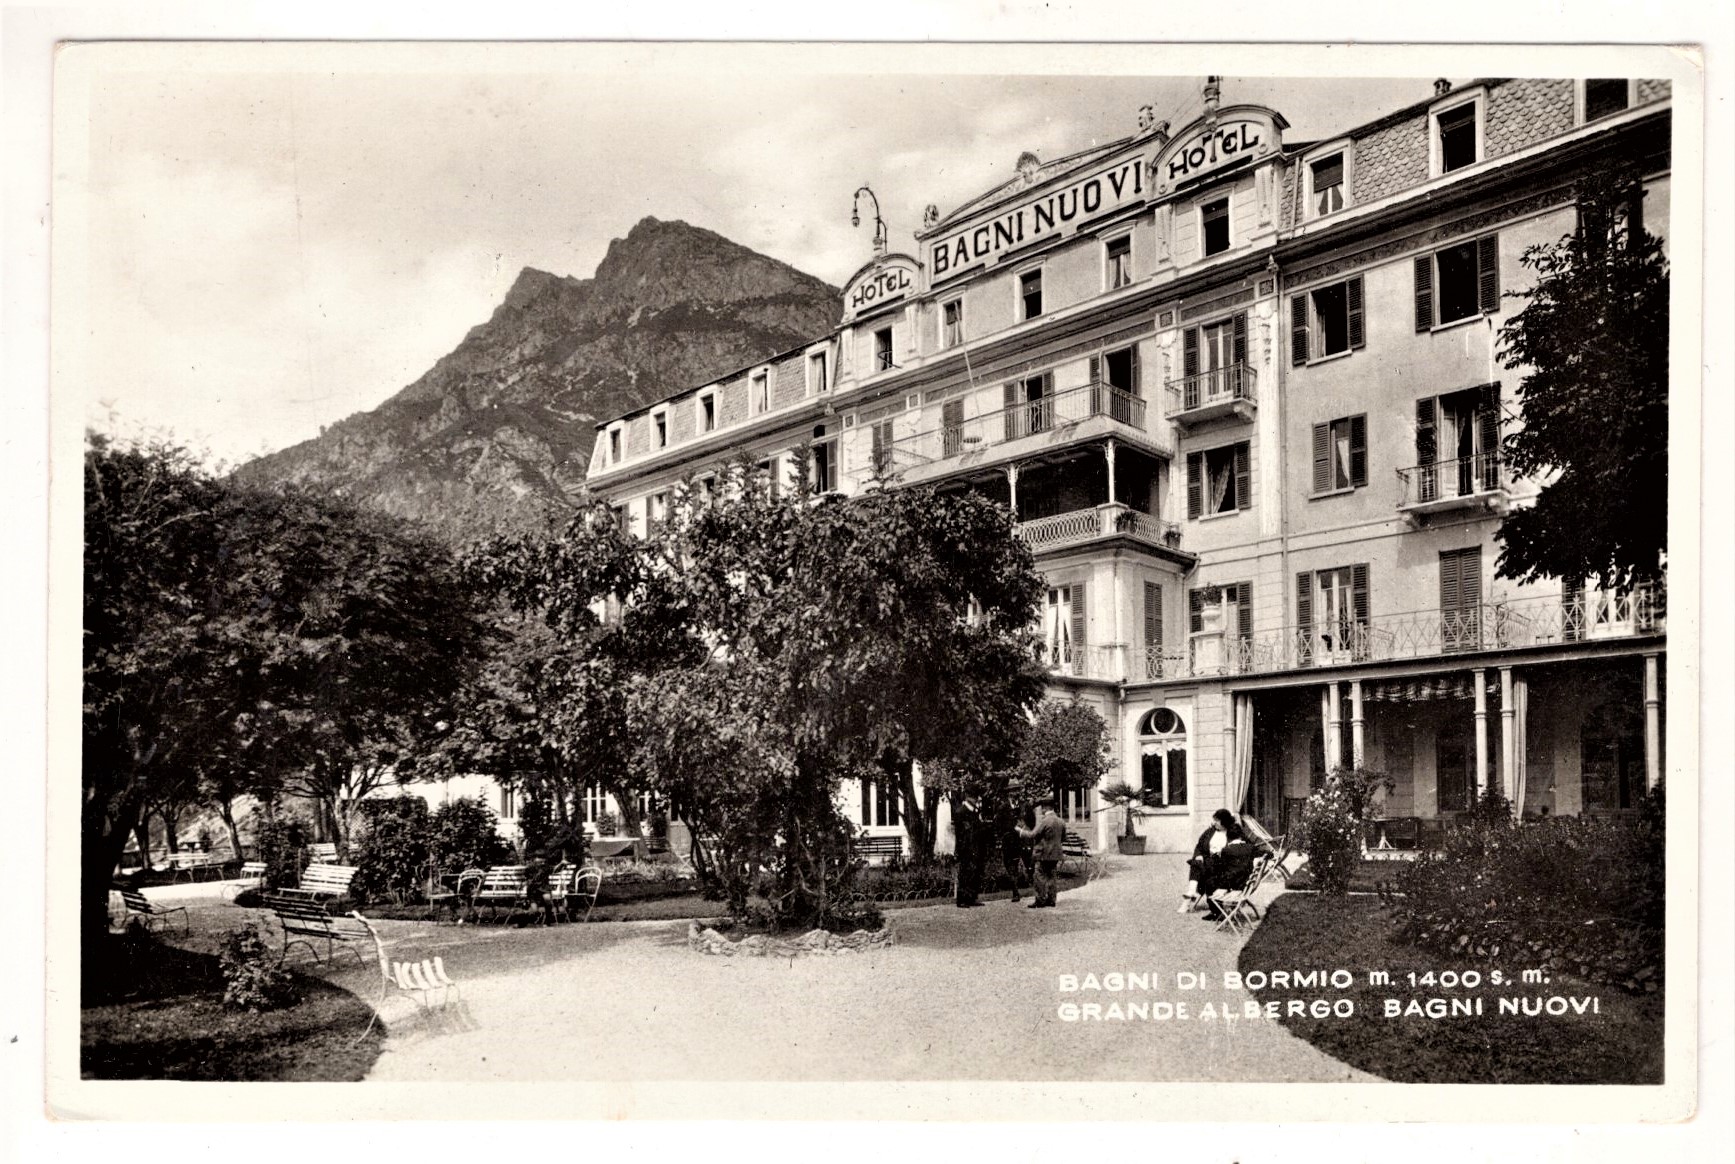 HOTEL
BAGNI NUOVI
HOTEL
BAGNI DI BORMIO m. 1400 s. m.
GRANDE ALBERGO BAGNI NUOVI